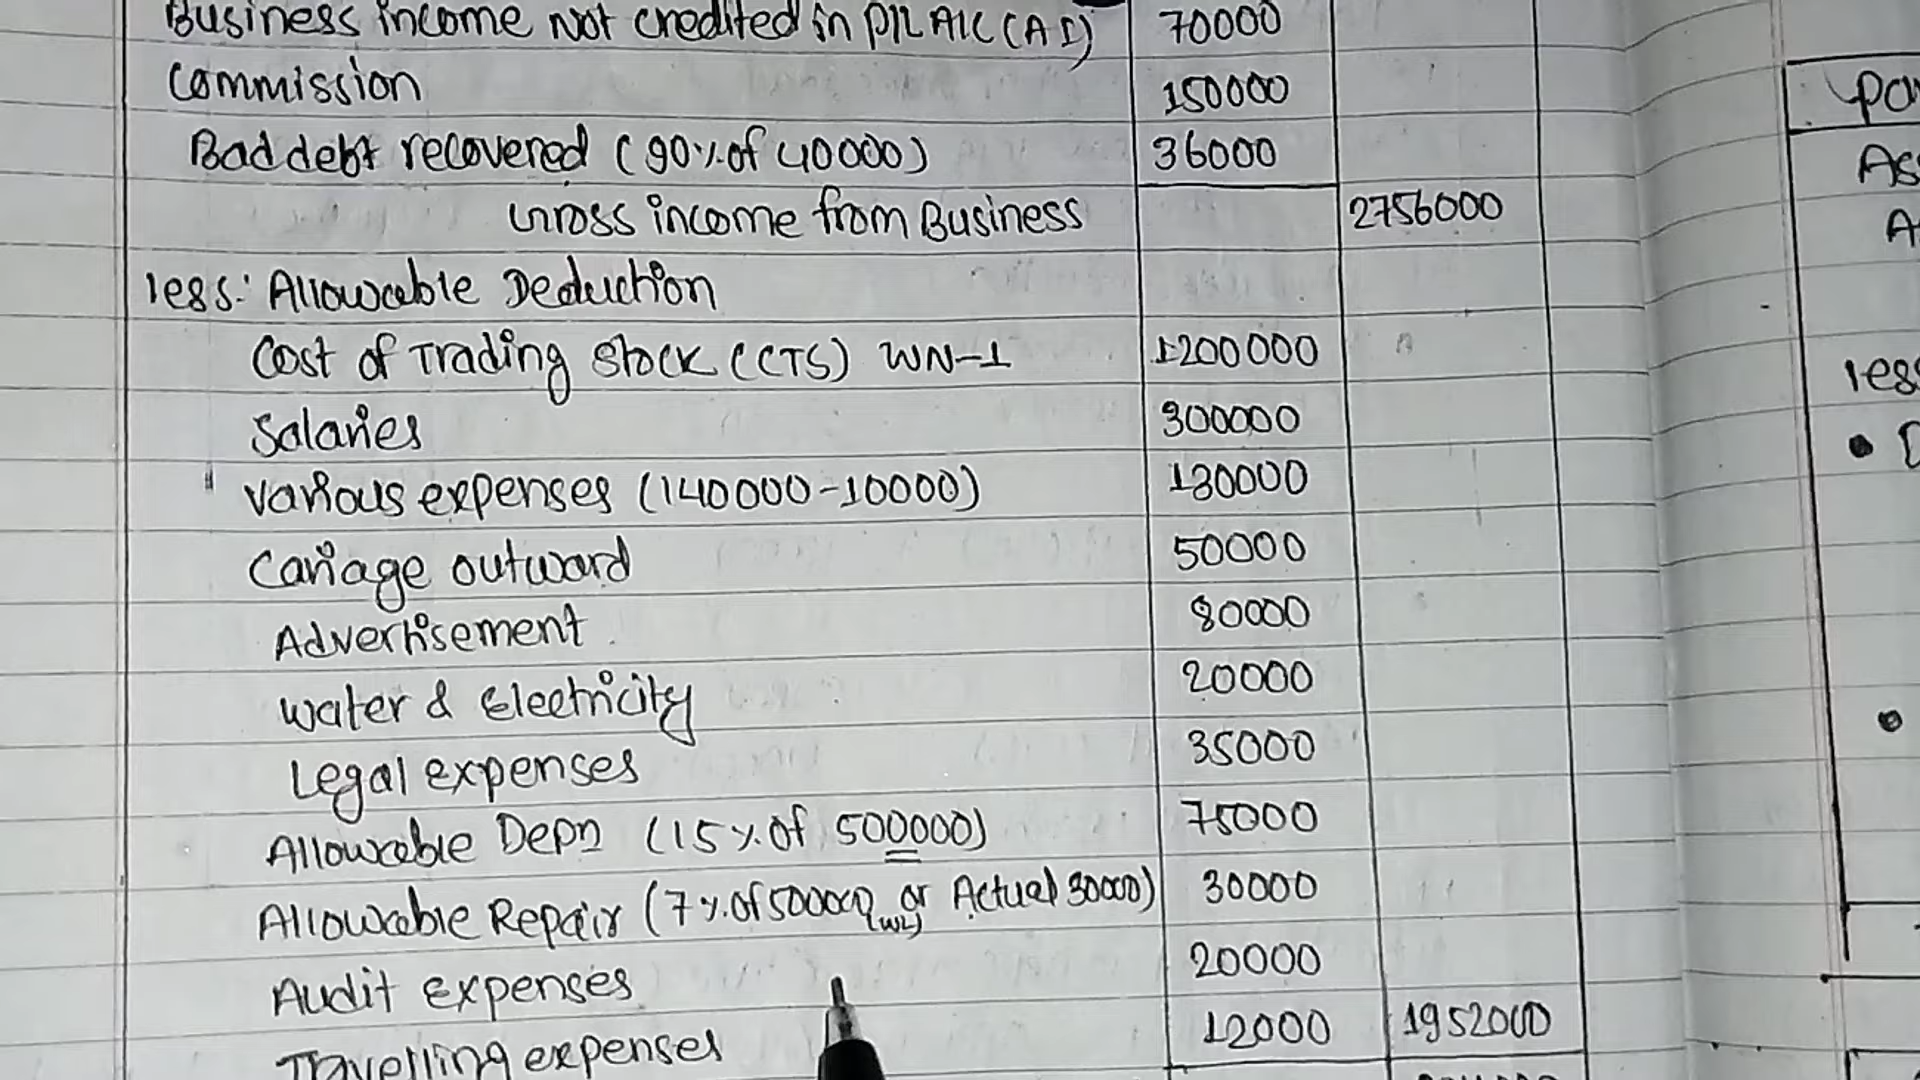 Business income Not credited in P/L A/C (A I) 70000
Commission 150000
Bad debt recovered (90% of 40000) 36000
Gross income from Business 2756000
less: Allowable Deduction
Cost of Trading Stock (CTS) WN-1 1200000
Salaries 300000
Various expenses (140000-10000) 130000
Carriage outward 50000
Advertisement 80000
Water & Electricity 20000
Legal expenses 35000
Allowable Depn (15% of 500000) 75000
Allowable Repair (7% of 500000 or Actual 30000) 30000
Audit expenses 20000
Travelling expenses 12000 1952000
less